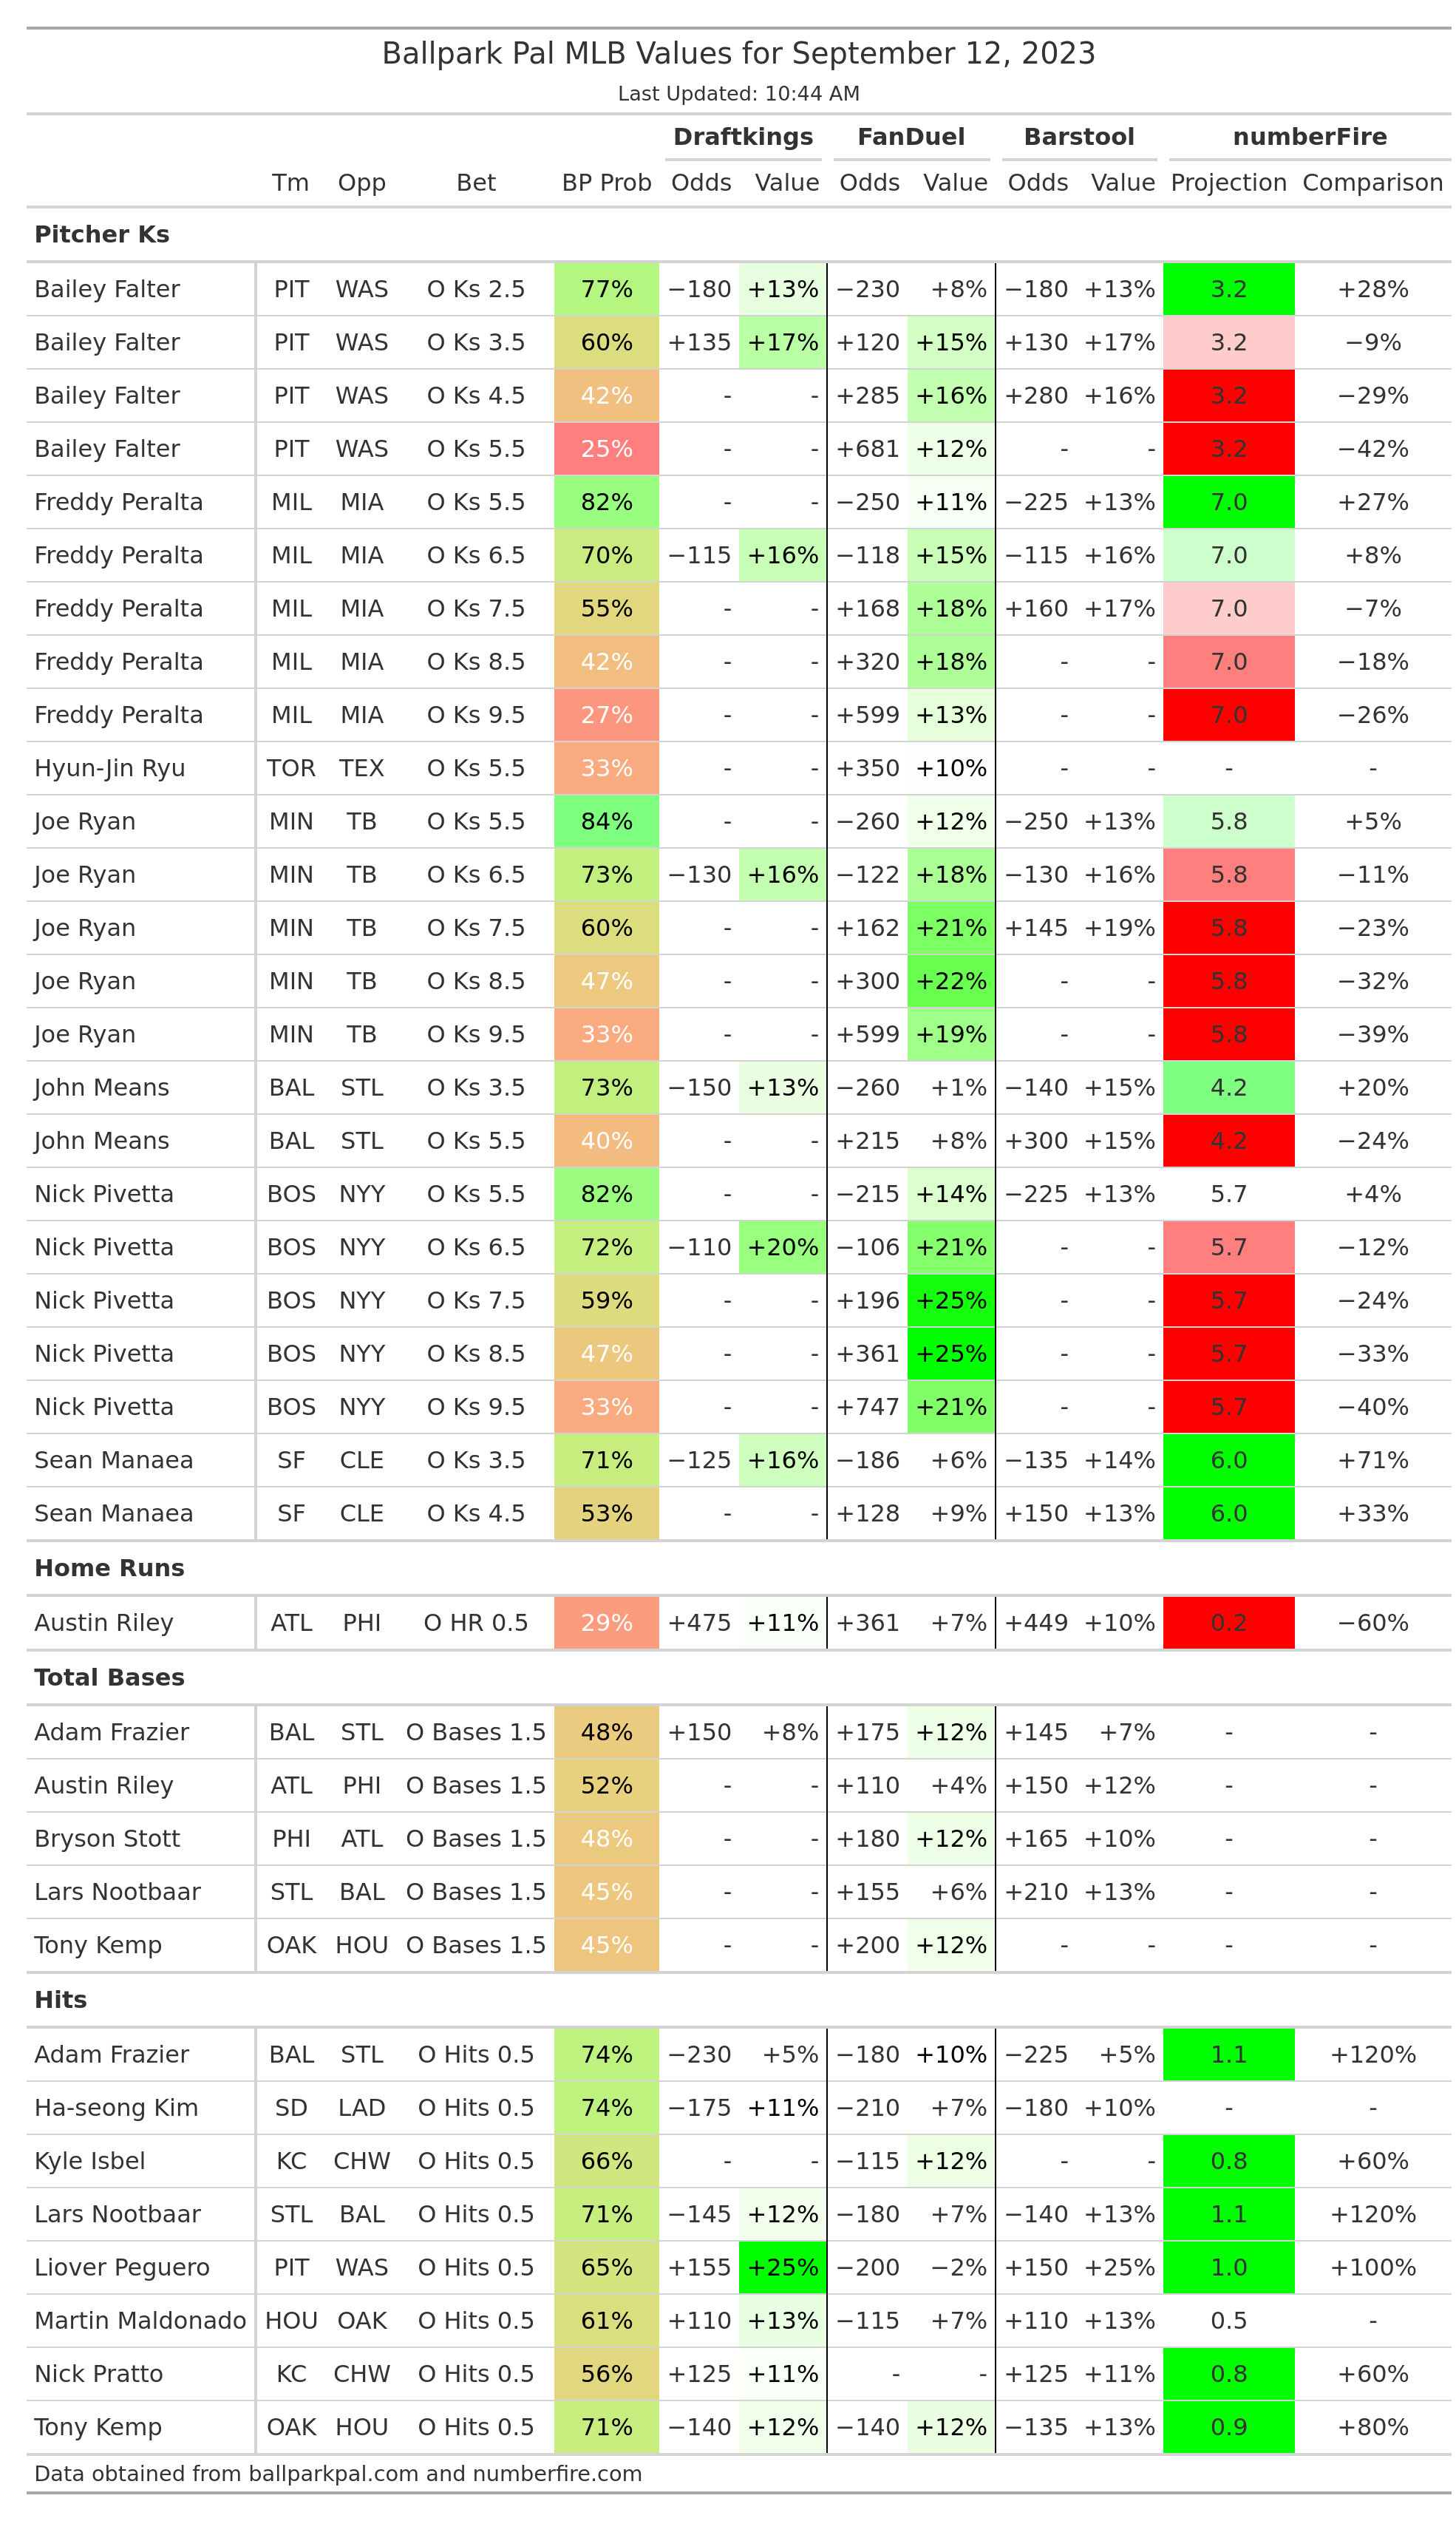 Ballpark Pal MLB Values for September 12, 2023
Last Updated: 10:44 AM
Draftkings FanDuel Barstool numberFire
Tm Opp Bet BP Prob Odds Value Odds Value Odds Value Projection Comparison
Pitcher Ks
Bailey Falter PIT WAS O Ks 2.5 77% −180 +13% −230 +8% −180 +13% 3.2 +28%
Bailey Falter PIT WAS O Ks 3.5 60% +135 +17% +120 +15% +130 +17% 3.2 −9%
Bailey Falter PIT WAS O Ks 4.5 42% - - +285 +16% +280 +16% 3.2 −29%
Bailey Falter PIT WAS O Ks 5.5 25% - - +681 +12% - - 3.2 −42%
Freddy Peralta MIL MIA O Ks 5.5 82% - - −250 +11% −225 +13% 7.0 +27%
Freddy Peralta MIL MIA O Ks 6.5 70% −115 +16% −118 +15% −115 +16% 7.0 +8%
Freddy Peralta MIL MIA O Ks 7.5 55% - - +168 +18% +160 +17% 7.0 −7%
Freddy Peralta MIL MIA O Ks 8.5 42% - - +320 +18% - - 7.0 −18%
Freddy Peralta MIL MIA O Ks 9.5 27% - - +599 +13% - - 7.0 −26%
Hyun-Jin Ryu TOR TEX O Ks 5.5 33% - - +350 +10% - - - -
Joe Ryan MIN TB O Ks 5.5 84% - - −260 +12% −250 +13% 5.8 +5%
Joe Ryan MIN TB O Ks 6.5 73% −130 +16% −122 +18% −130 +16% 5.8 −11%
Joe Ryan MIN TB O Ks 7.5 60% - - +162 +21% +145 +19% 5.8 −23%
Joe Ryan MIN TB O Ks 8.5 47% - - +300 +22% - - 5.8 −32%
Joe Ryan MIN TB O Ks 9.5 33% - - +599 +19% - - 5.8 −39%
John Means BAL STL O Ks 3.5 73% −150 +13% −260 +1% −140 +15% 4.2 +20%
John Means BAL STL O Ks 5.5 40% - - +215 +8% +300 +15% 4.2 −24%
Nick Pivetta BOS NYY O Ks 5.5 82% - - −215 +14% −225 +13% 5.7 +4%
Nick Pivetta BOS NYY O Ks 6.5 72% −110 +20% −106 +21% - - 5.7 −12%
Nick Pivetta BOS NYY O Ks 7.5 59% - - +196 +25% - - 5.7 −24%
Nick Pivetta BOS NYY O Ks 8.5 47% - - +361 +25% - - 5.7 −33%
Nick Pivetta BOS NYY O Ks 9.5 33% - - +747 +21% - - 5.7 −40%
Sean Manaea SF CLE O Ks 3.5 71% −125 +16% −186 +6% −135 +14% 6.0 +71%
Sean Manaea SF CLE O Ks 4.5 53% - - +128 +9% +150 +13% 6.0 +33%
Home Runs
Austin Riley ATL PHI O HR 0.5 29% +475 +11% +361 +7% +449 +10% 0.2 −60%
Total Bases
Adam Frazier BAL STL O Bases 1.5 48% +150 +8% +175 +12% +145 +7% - -
Austin Riley ATL PHI O Bases 1.5 52% - - +110 +4% +150 +12% - -
Bryson Stott PHI ATL O Bases 1.5 48% - - +180 +12% +165 +10% - -
Lars Nootbaar STL BAL O Bases 1.5 45% - - +155 +6% +210 +13% - -
Tony Kemp OAK HOU O Bases 1.5 45% - - +200 +12% - - - -
Hits
Adam Frazier BAL STL O Hits 0.5 74% −230 +5% −180 +10% −225 +5% 1.1 +120%
Ha-seong Kim SD LAD O Hits 0.5 74% −175 +11% −210 +7% −180 +10% - -
Kyle Isbel KC CHW O Hits 0.5 66% - - −115 +12% - - 0.8 +60%
Lars Nootbaar STL BAL O Hits 0.5 71% −145 +12% −180 +7% −140 +13% 1.1 +120%
Liover Peguero PIT WAS O Hits 0.5 65% +155 +25% −200 −2% +150 +25% 1.0 +100%
Martin Maldonado HOU OAK O Hits 0.5 61% +110 +13% −115 +7% +110 +13% 0.5 -
Nick Pratto KC CHW O Hits 0.5 56% +125 +11% - - +125 +11% 0.8 +60%
Tony Kemp OAK HOU O Hits 0.5 71% −140 +12% −140 +12% −135 +13% 0.9 +80%
Data obtained from ballparkpal.com and numberfire.com